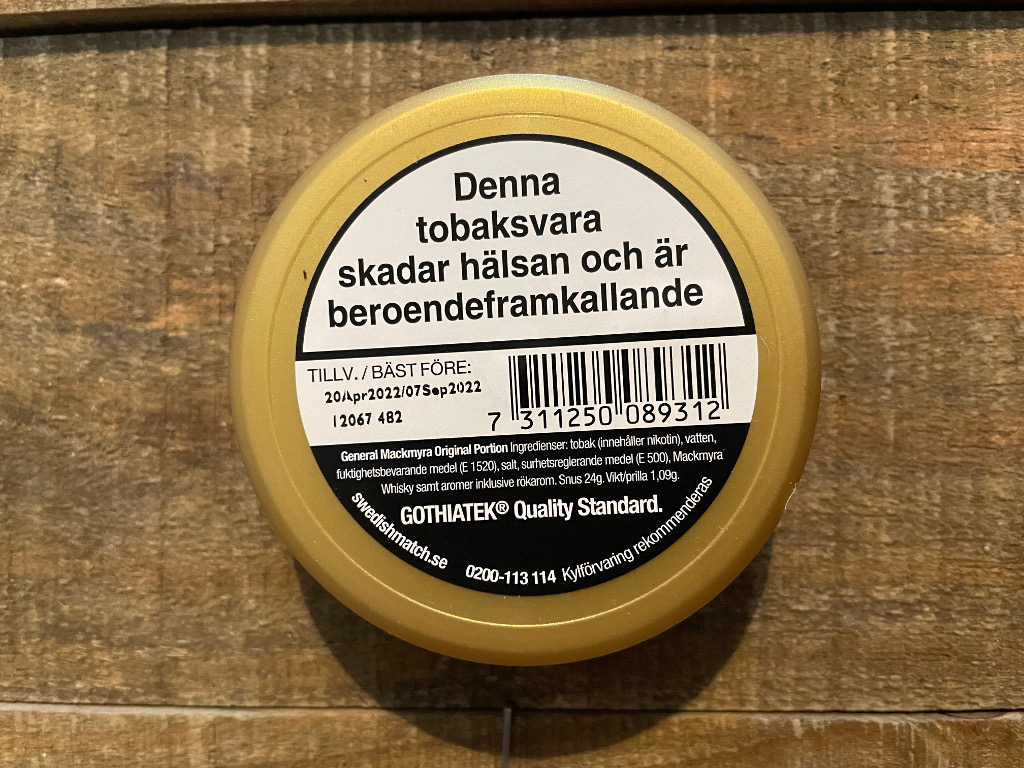 Denna
tobaksvara
skadar hälsan och är
beroendeframkallande
TILLV. / BÄST FÖRE:
20Apr2022/07Sep2022
12067 482
7 311250 089312
General Mackmyra Original Portion Ingredienser: tobak (innehåller nikotin), vatten,
fuktighetsbevarande medel (E 1520), salt, surhetsreglerande medel (E 500), Mackmyra
Whisky samt aromer inklusive rökarom. Snus 24g. Vikt/prilla 1,09g.
GOTHIATEK® Quality Standard.
swedishmatch.se 0200-113 114 Kylförvaring rekommenderas